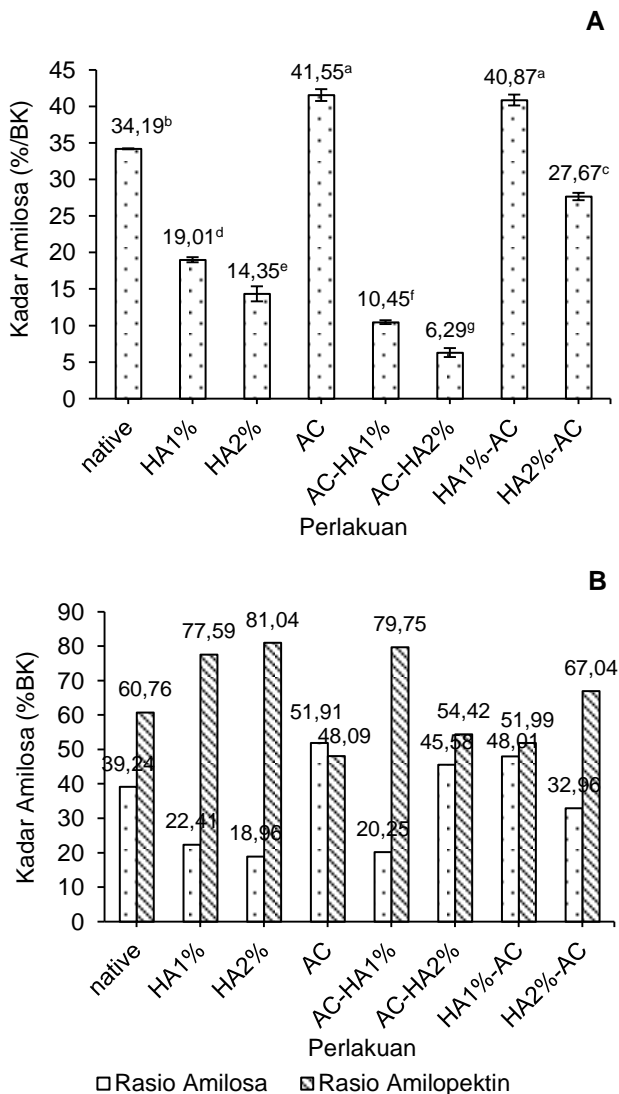 A
Kadar Amilosa (%/BK)
45
40
35
30
25
20
15
10
5
0
34,19ᵇ
19,01ᵈ
14,35ᵉ
41,55ᵃ
10,45ᶠ
6,29ᵍ
40,87ᵃ
27,67ᶜ
native
HA1%
HA2%
AC
AC-HA1%
AC-HA2%
HA1%-AC
HA2%-AC
Perlakuan
B
Kadar Amilosa (%BK)
90
80
70
60
50
40
30
20
10
0
39,24
60,76
22,41
77,59
18,96
81,04
51,91
48,09
20,25
79,75
45,58
54,42
48,01
51,99
32,96
67,04
native
HA1%
HA2%
AC
AC-HA1%
AC-HA2%
HA1%-AC
HA2%-AC
Perlakuan
Rasio Amilosa
Rasio Amilopektin